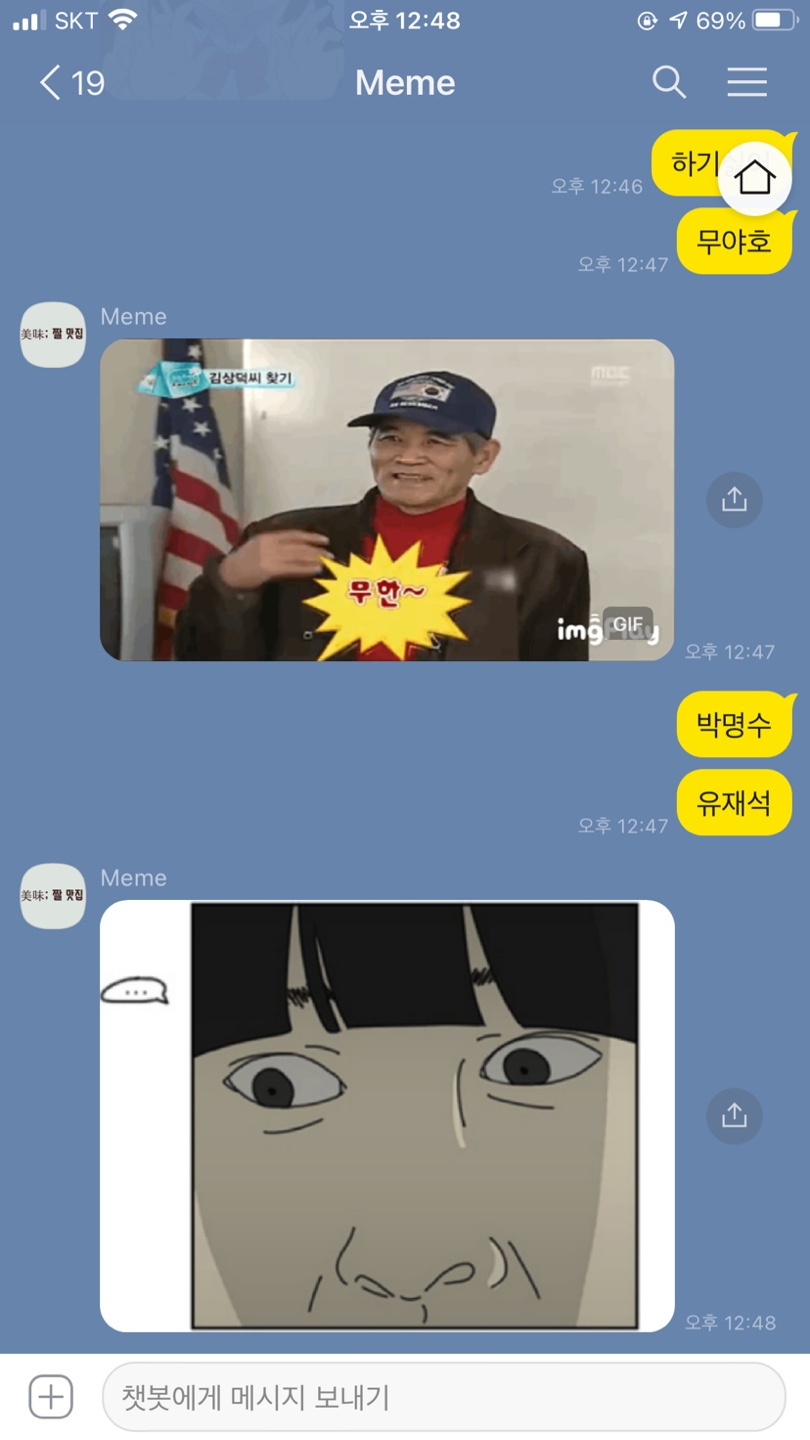 SKT 오후 12:48 69%
19 Meme
하기
오후 12:46
무야호
오후 12:47
美味; 짤 맛집
Meme
김상덕씨 찾기
MBC
무한~
GIF
오후 12:47
박명수
유재석
오후 12:47
美味; 짤 맛집
Meme
...
오후 12:48
챗봇에게 메시지 보내기